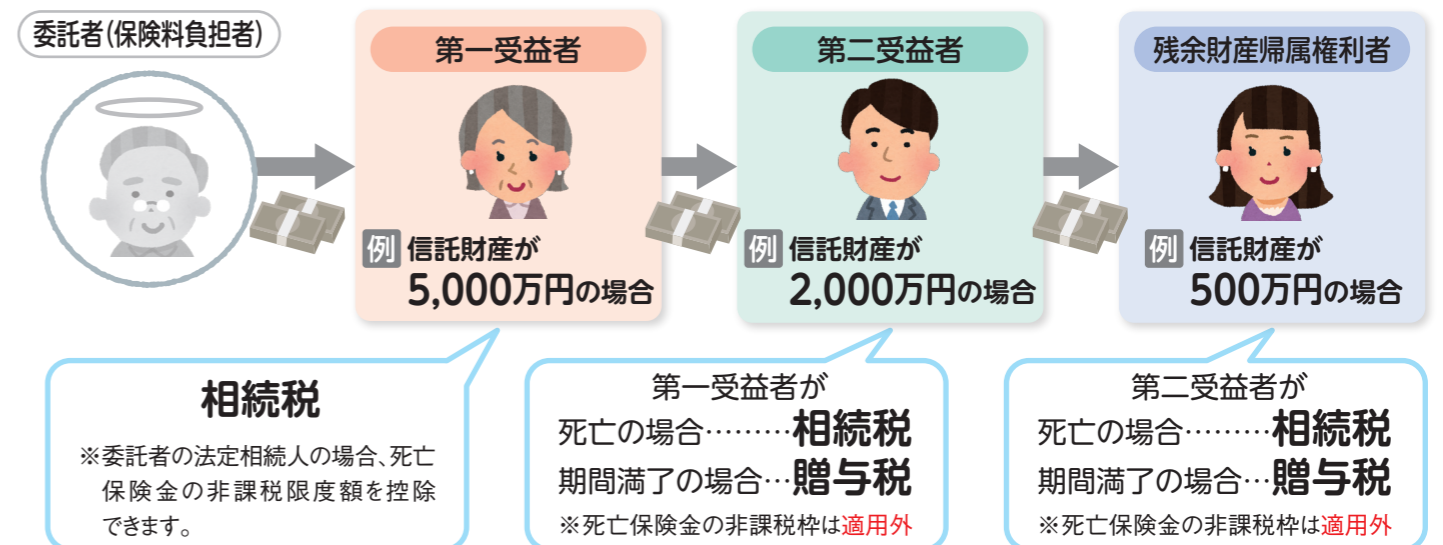 委託者(保険料負担者)
第一受益者
例 信託財産が
5,000万円の場合
第二受益者
例 信託財産が
2,000万円の場合
残余財産帰属権利者
例 信託財産が
500万円の場合
相続税
※委託者の法定相続人の場合、死亡
保険金の非課税限度額を控除
できます。
第一受益者が
死亡の場合………相続税
期間満了の場合…贈与税
※死亡保険金の非課税枠は適用外
第二受益者が
死亡の場合………相続税
期間満了の場合…贈与税
※死亡保険金の非課税枠は適用外